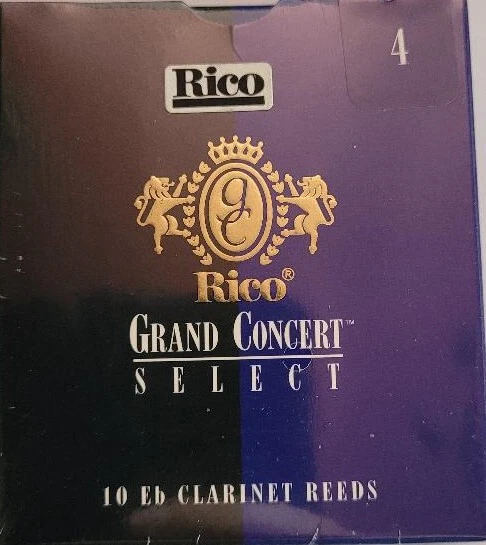 4
Rico
gc
Rico®
GRAND CONCERT™
SELECT
10 Eb CLARINET REEDS